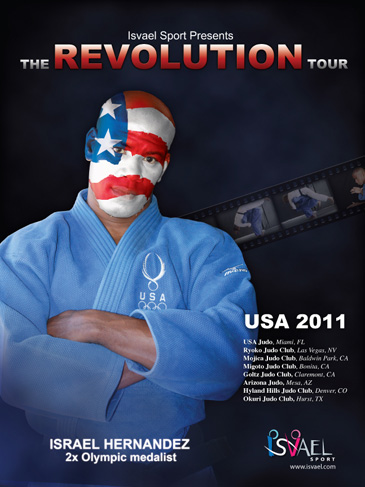 Isvael Sport Presents
THE REVOLUTION TOUR
USA
USA 2011
USA Judo, Miami, FL
Ryoko Judo Club, Las Vegas, NV
Mojica Judo Club, Baldwin Park, CA
Migoto Judo Club, Bonita, CA
Goltz Judo Club, Claremont, CA
Arizona Judo, Mesa, AZ
Hyland Hills Judo Club, Denver, CO
Okuri Judo Club, Hurst, TX
ISRAEL HERNANDEZ
2x Olympic medalist
ISVAEL
SPORT
www.isvael.com